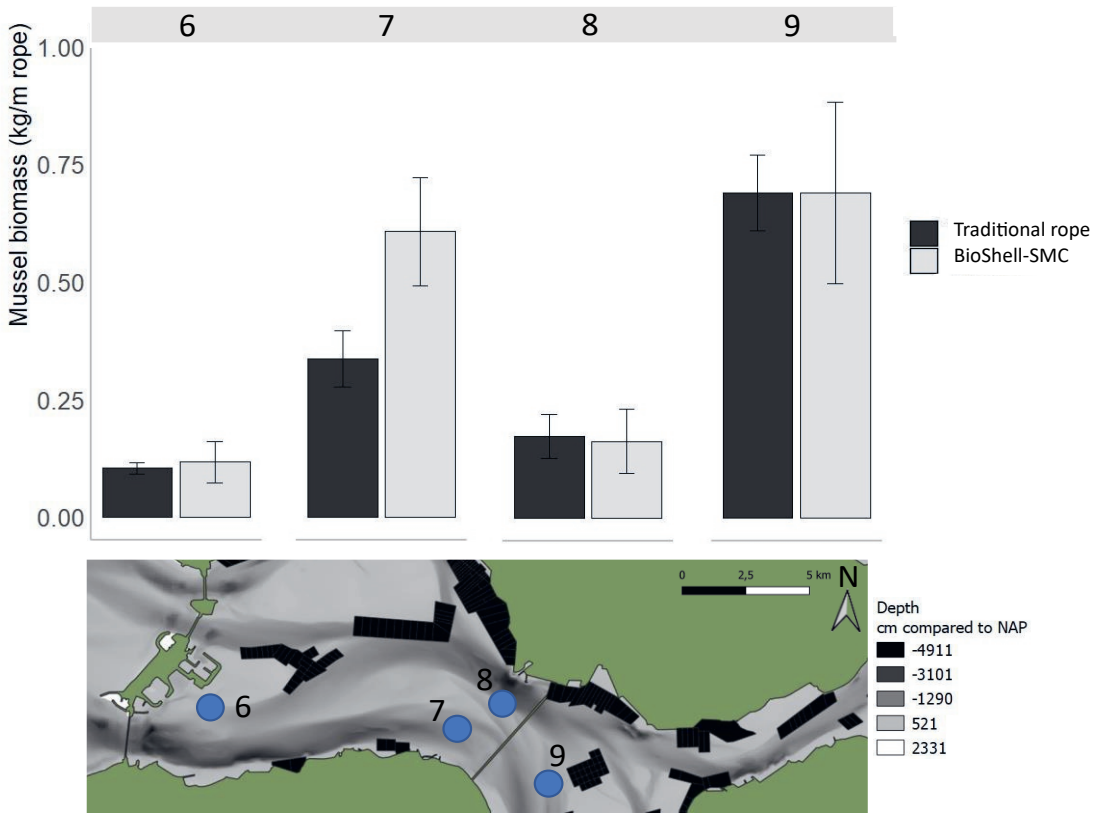 6 7 8 9
Mussel biomass (kg/m rope)
1.00
0.75
0.50
0.25
0.00
Traditional rope
BioShell-SMC
0 2,5 5 km
N
6
7
8
9
Depth
cm compared to NAP
-4911
-3101
-1290
521
2331